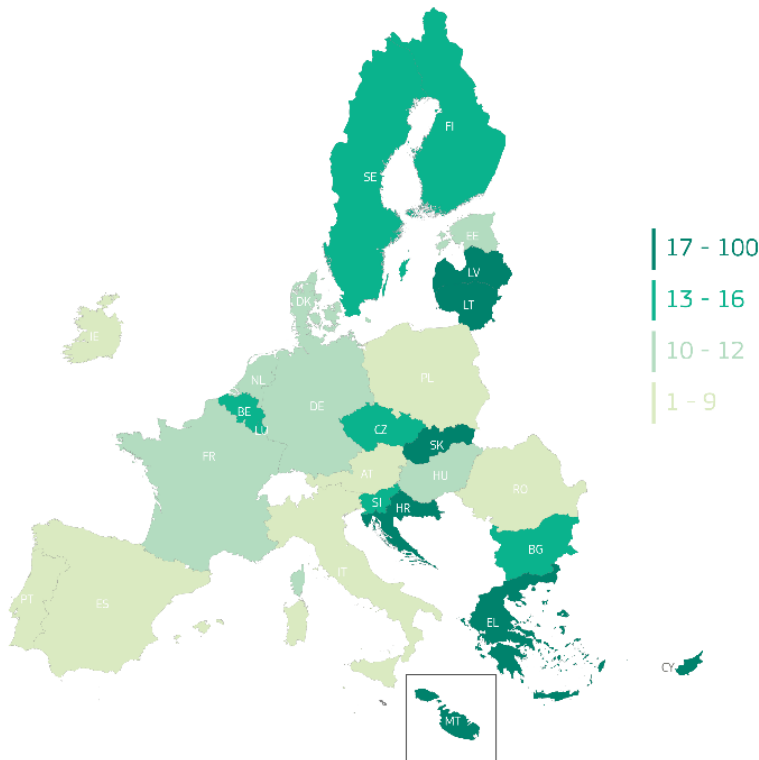 FI
SE
EE
17 - 100
LV
13 - 16
DK
LT
IE
10 - 12
NL
PL
1 - 9
BE
DE
LU
CZ
SK
FR
AT
HU
RO
SI
HR
BG
IT
PT
ES
EL
CY
MT